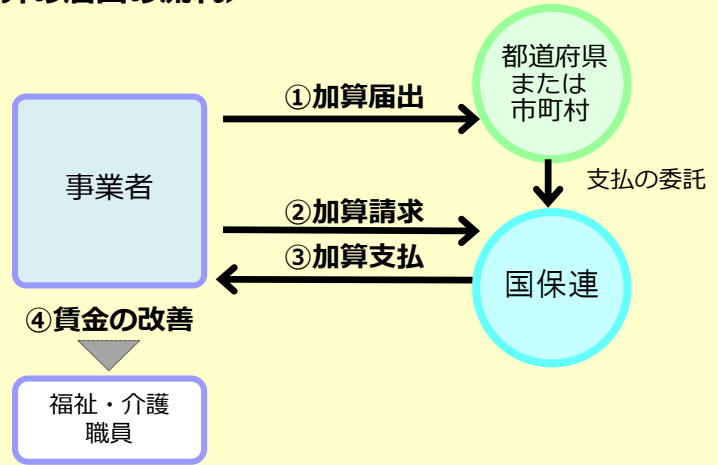 都道府県
または
市町村
①加算届出
事業者
支払の委託
②加算請求
③加算支払
国保連
④賃金の改善
福祉・介護
職員